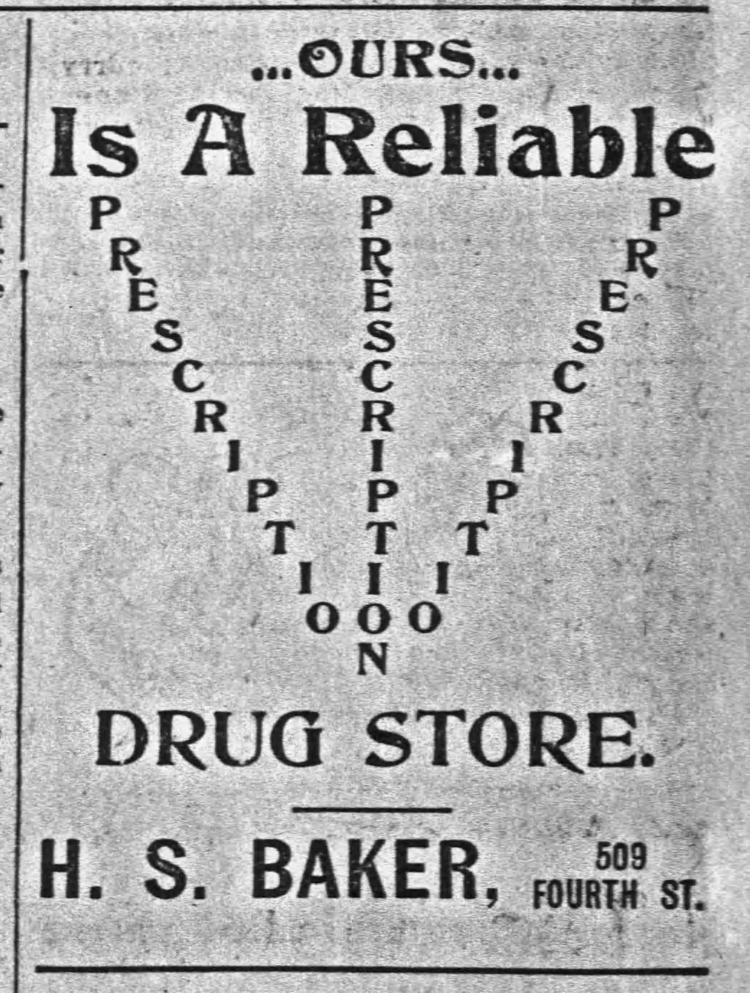 ...OURS...
Is A Reliable
PRESCRIPTION PRESCRIPTION PRESCRIPTION
DRUG STORE.
H. S. BAKER, 509 FOURTH ST.